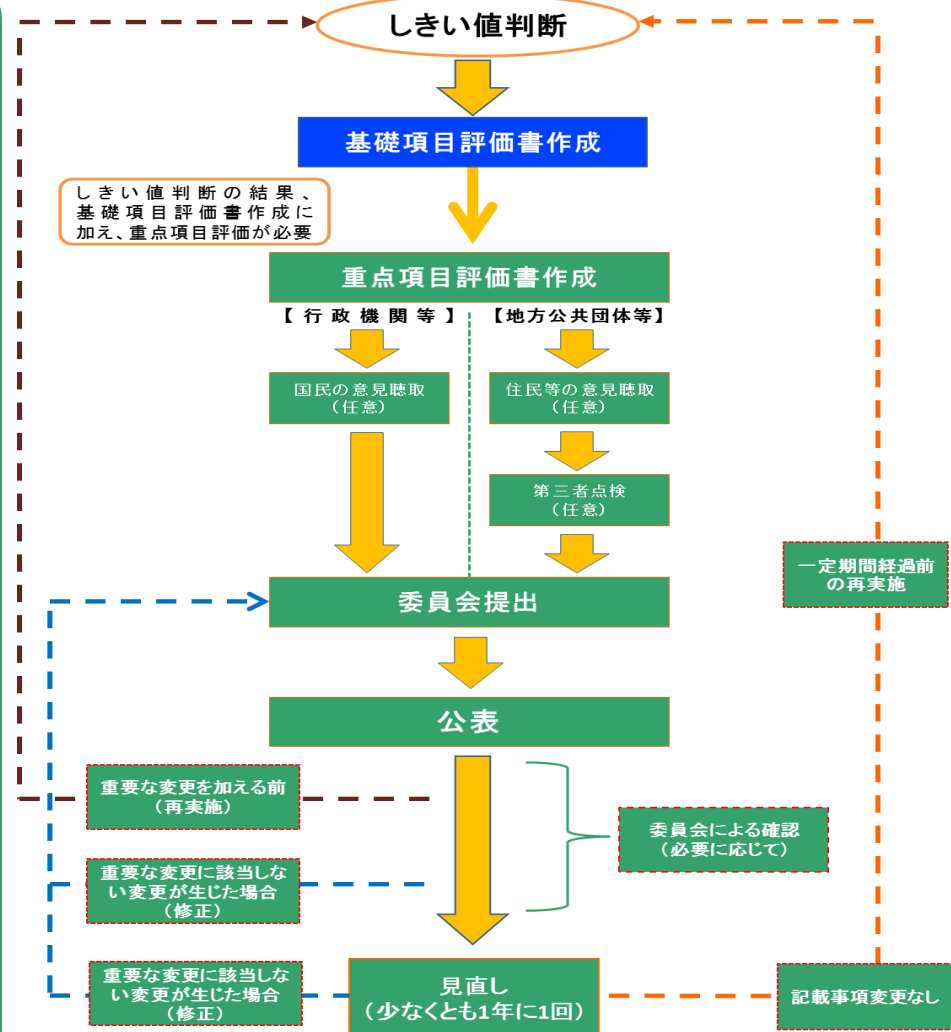 しきい値判断
基礎項目評価書作成
しきい値判断の結果、
基礎項目評価書作成に
加え、重点項目評価が必要
重点項目評価書作成
【行政機関等】
【地方公共団体等】
国民の意見聴取
(任意)
住民等の意見聴取
(任意)
第三者点検
(任意)
一定期間経過前
の再実施
委員会提出
公表
重要な変更を加える前
(再実施)
委員会による確認
(必要に応じて)
重要な変更に該当しな
い変更が生じた場合
(修正)
重要な変更に該当しな
い変更が生じた場合
(修正)
見直し
(少なくとも1年に1回)
記載事項変更なし